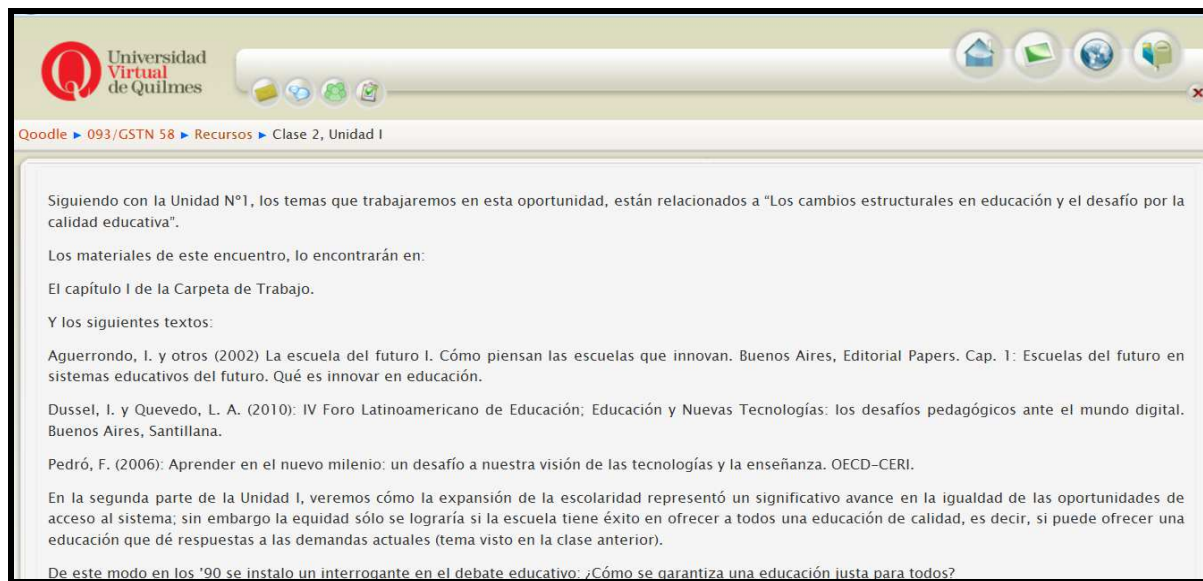 Universidad
Virtual
de Quilmes
Qoodle ► 093/GSTN 58 ► Recursos ► Clase 2, Unidad I
Siguiendo con la Unidad Nº1, los temas que trabajaremos en esta oportunidad, están relacionados a “Los cambios estructurales en educación y el desafío por la
calidad educativa”.
Los materiales de este encuentro, lo encontrarán en:
El capítulo I de la Carpeta de Trabajo.
Y los siguientes textos:
Aguerrondo, I. y otros (2002) La escuela del futuro I. Cómo piensan las escuelas que innovan. Buenos Aires, Editorial Papers. Cap. 1: Escuelas del futuro en
sistemas educativos del futuro. Qué es innovar en educación.
Dussel, I. y Quevedo, L. A. (2010): IV Foro Latinoamericano de Educación; Educación y Nuevas Tecnologías: los desafíos pedagógicos ante el mundo digital.
Buenos Aires, Santillana.
Pedró, F. (2006): Aprender en el nuevo milenio: un desafío a nuestra visión de las tecnologías y la enseñanza. OECD-CERI.
En la segunda parte de la Unidad I, veremos cómo la expansión de la escolaridad representó un significativo avance en la igualdad de las oportunidades de
acceso al sistema; sin embargo la equidad sólo se lograría si la escuela tiene éxito en ofrecer a todos una educación de calidad, es decir, si puede ofrecer una
educación que dé respuestas a las demandas actuales (tema visto en la clase anterior).
De este modo en los ’90 se instalo un interrogante en el debate educativo: ¿Cómo se garantiza una educación justa para todos?